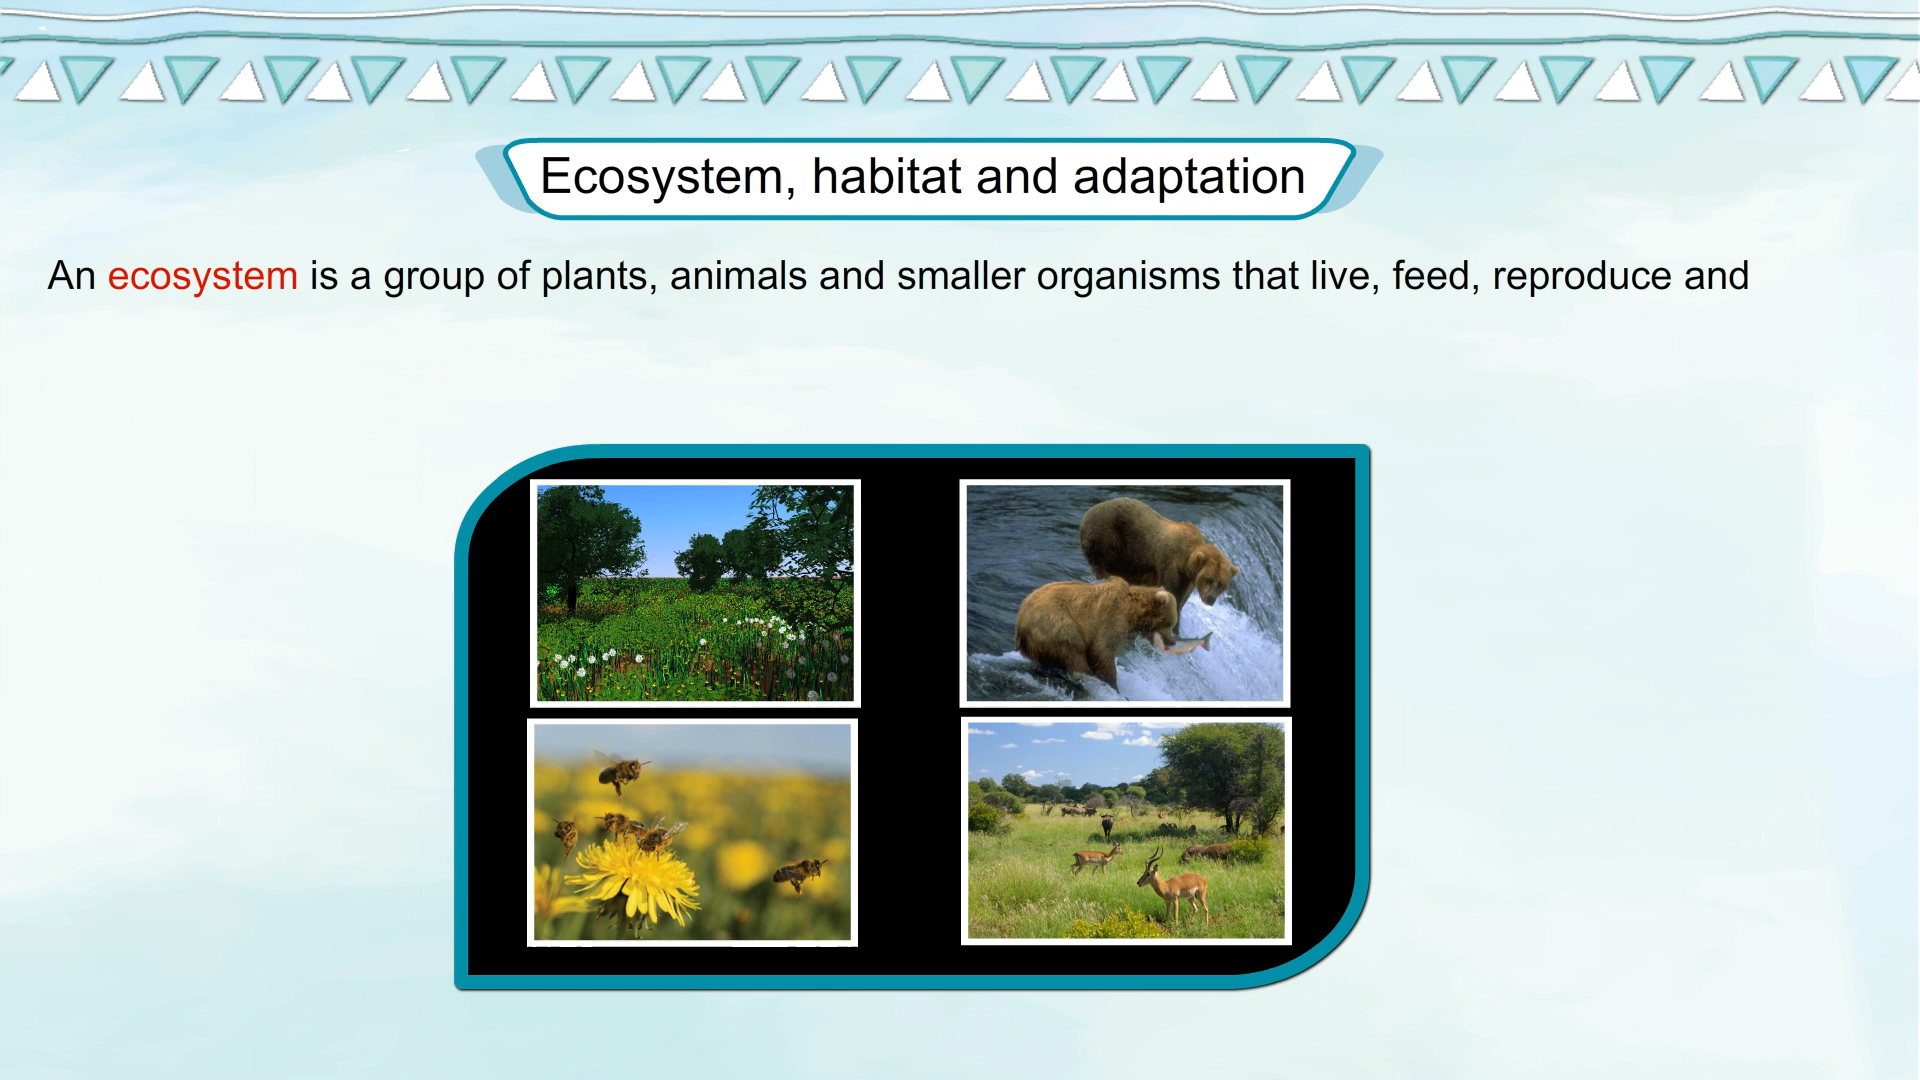 Ecosystem, habitat and adaptation
An ecosystem is a group of plants, animals and smaller organisms that live, feed, reproduce and